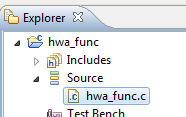 Explorer
hwa_func
Includes
Source
hwa_func.c
Test Bench